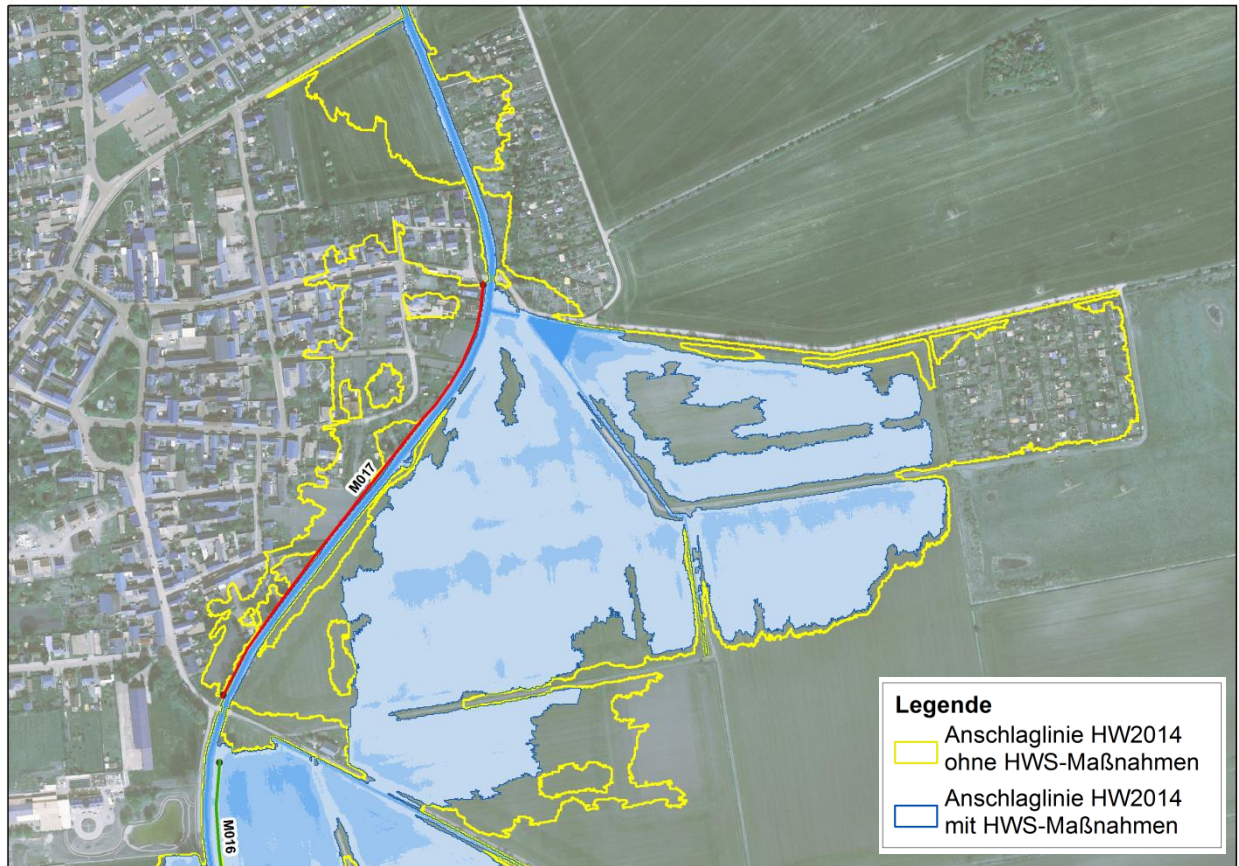 M017
M016
Legende
Anschlaglinie HW2014
ohne HWS-Maßnahmen
Anschlaglinie HW2014
mit HWS-Maßnahmen